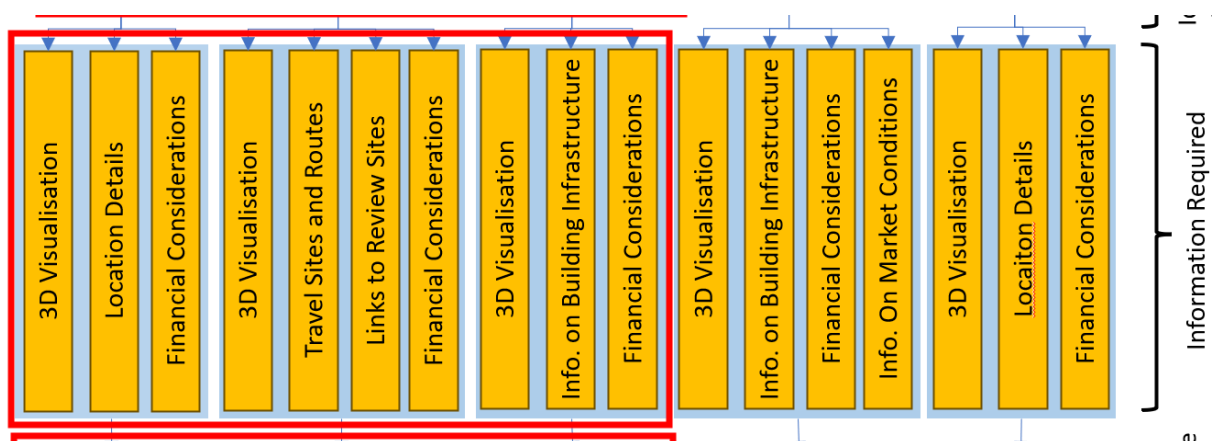 3D Visualisation
Location Details
Financial Considerations
3D Visualisation
Travel Sites and Routes
Links to Review Sites
Financial Considerations
3D Visualisation
Info. on Building Infrastructure
Financial Considerations
3D Visualisation
Info. on Building Infrastructure
Financial Considerations
Info. On Market Conditions
3D Visualisation
Locaiton Details
Financial Considerations
Information Required